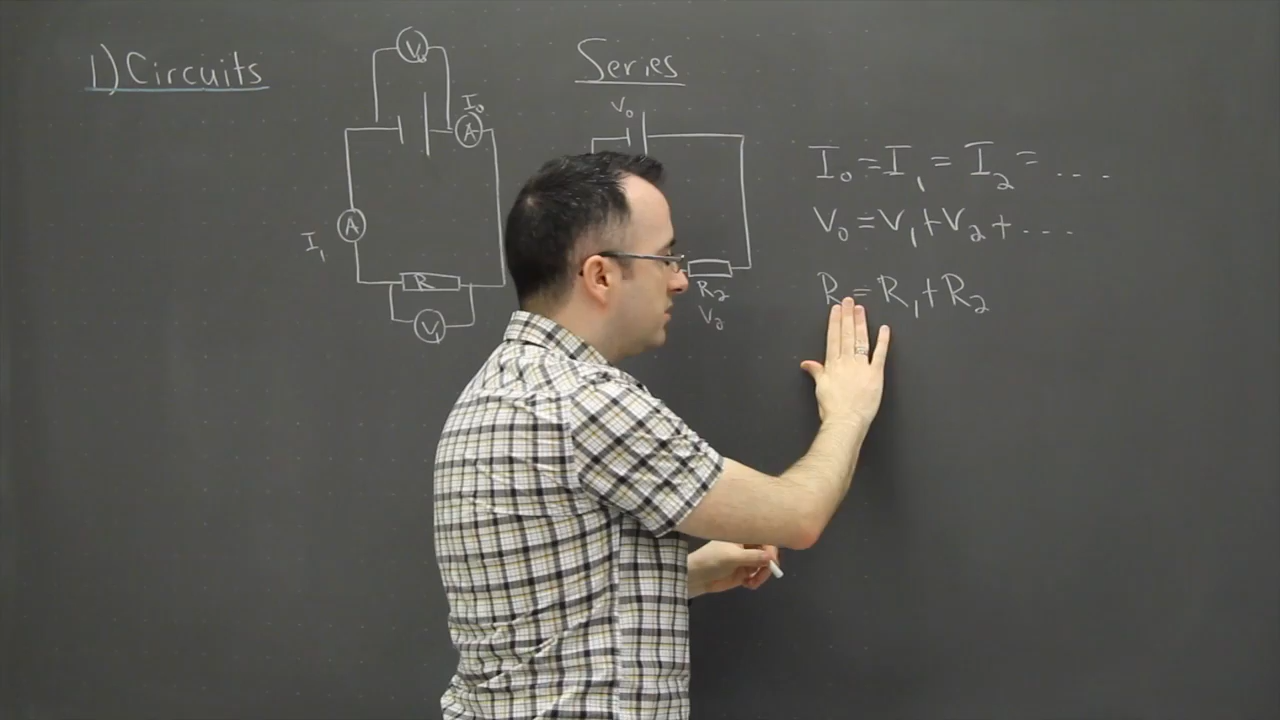 1) Circuits
V₀
I₀
A
A
I₁
R
V₁
Series
V₀
R₂
V₂
I₀ = I₁ = I₂ = ....
V₀ = V₁ + V₂ + ...
R = R₁ + R₂